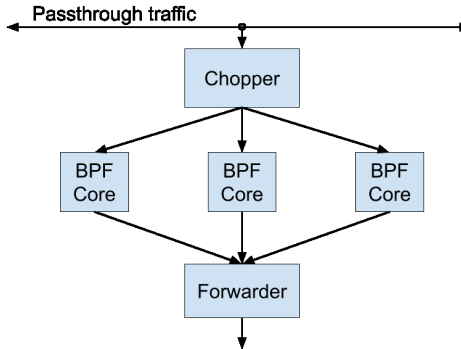 Passthrough traffic
Chopper
BPF
Core
BPF
Core
BPF
Core
Forwarder